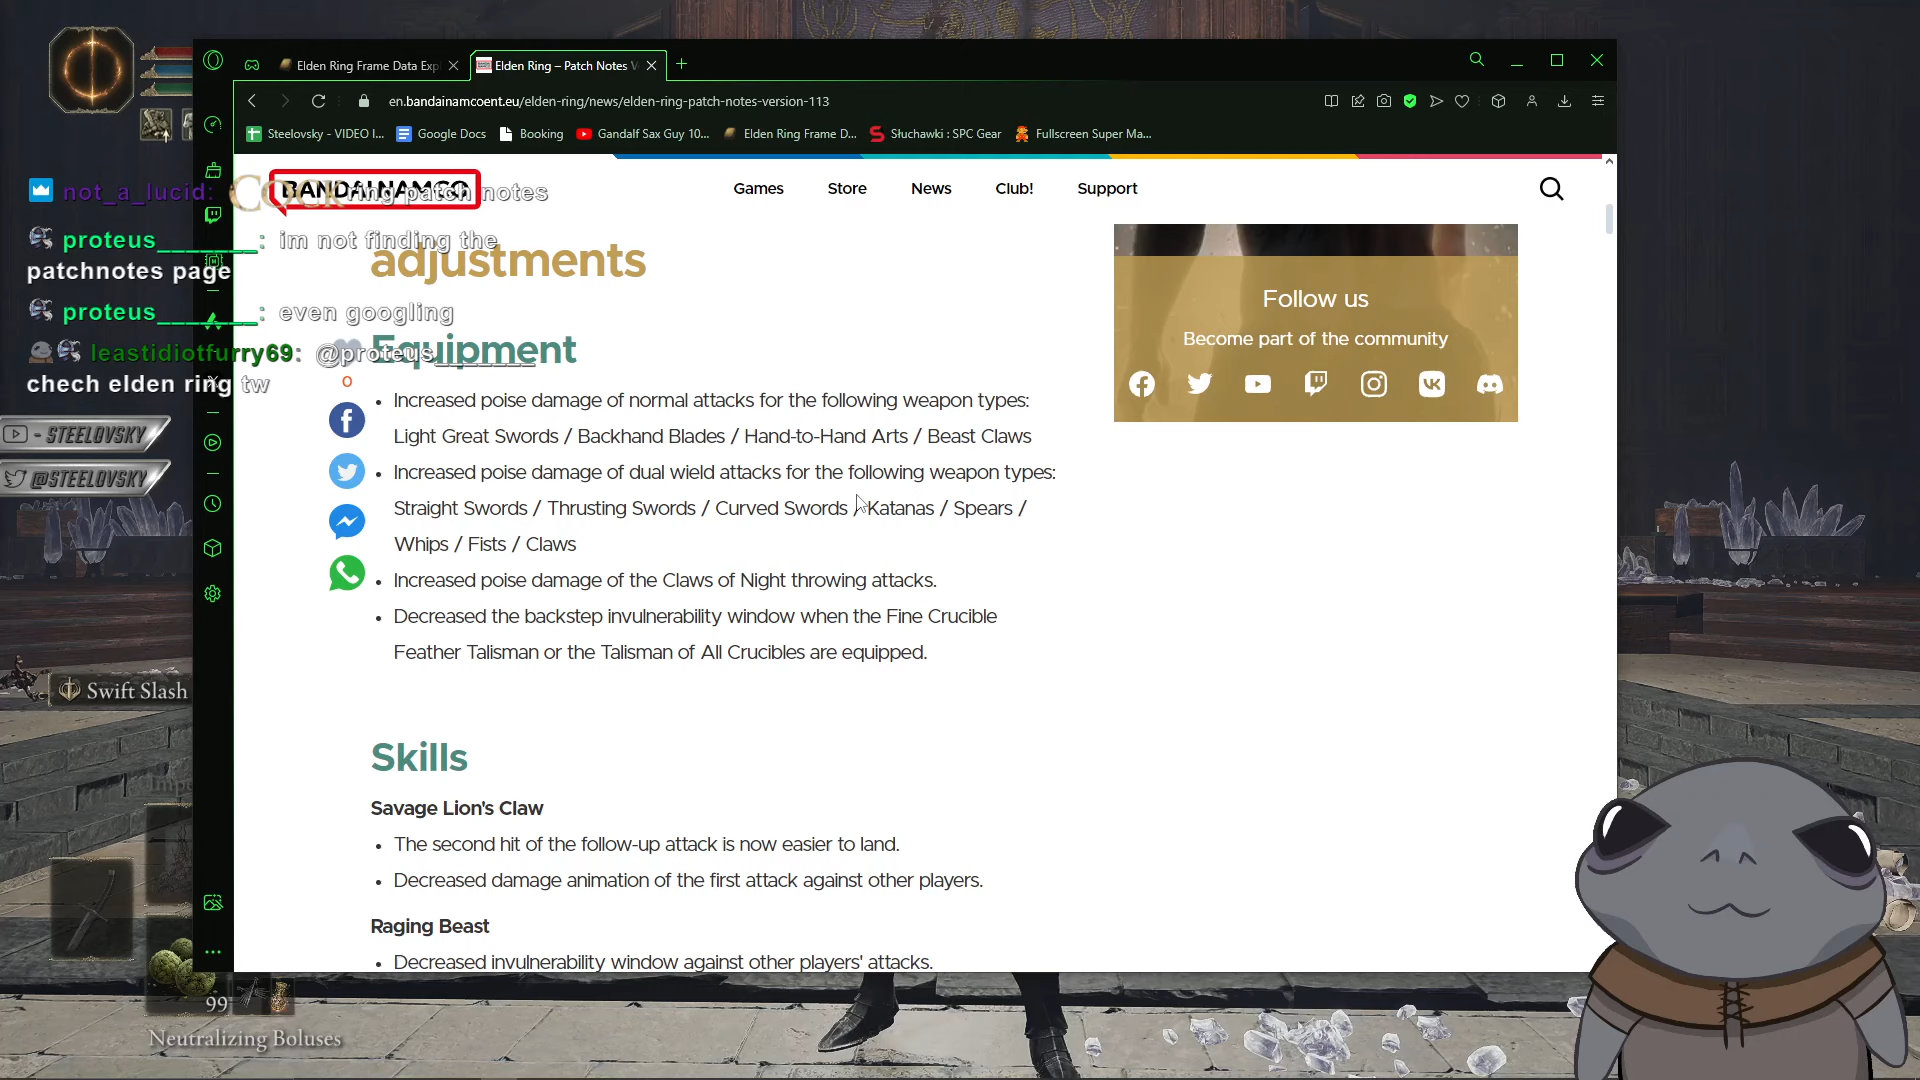 Elden Ring Frame Data Exp
Elden Ring – Patch Notes V
en.bandainamcoent.eu/elden-ring/news/elden-ring-patch-notes-version-113
Steelovsky - VIDEO I...
Google Docs
Booking
Gandalf Sax Guy 10...
Elden Ring Frame D...
Słuchawki : SPC Gear
Fullscreen Super Ma...
BANDAI NAMCO
Games
Store
News
Club!
Support
not_a_lucid: COCK ring patch notes
proteus_______: im not finding the
patchnotes page
proteus_______: even googling
leastidiotfurry69: @proteus_______
chech elden ring tw
- STEELOVSKY
@STEELOVSKY
adjustments
Follow us
Become part of the community
Equipment
0
• Increased poise damage of normal attacks for the following weapon types:
Light Great Swords / Backhand Blades / Hand-to-Hand Arts / Beast Claws
• Increased poise damage of dual wield attacks for the following weapon types:
Straight Swords / Thrusting Swords / Curved Swords / Katanas / Spears /
Whips / Fists / Claws
• Increased poise damage of the Claws of Night throwing attacks.
• Decreased the backstep invulnerability window when the Fine Crucible
Feather Talisman or the Talisman of All Crucibles are equipped.
Swift Slash
Skills
Savage Lion's Claw
• The second hit of the follow-up attack is now easier to land.
• Decreased damage animation of the first attack against other players.
Raging Beast
• Decreased invulnerability window against other players' attacks.
99
Neutralizing Boluses